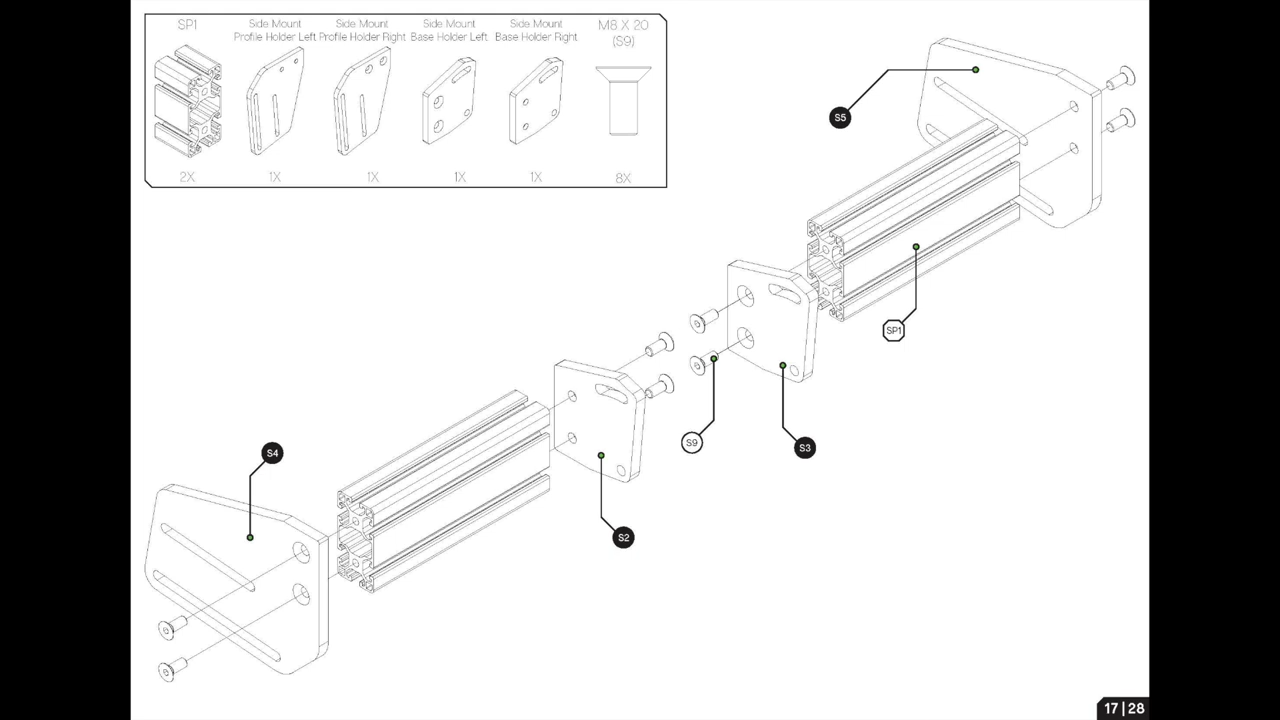 SP1
Side Mount
Profile Holder Left
Side Mount
Profile Holder Right
Side Mount
Base Holder Left
Side Mount
Base Holder Right
M8 X 20
(S9)
2X
1X
1X
1X
1X
8X
S5
SP1
S9
S3
S4
S2
17|28